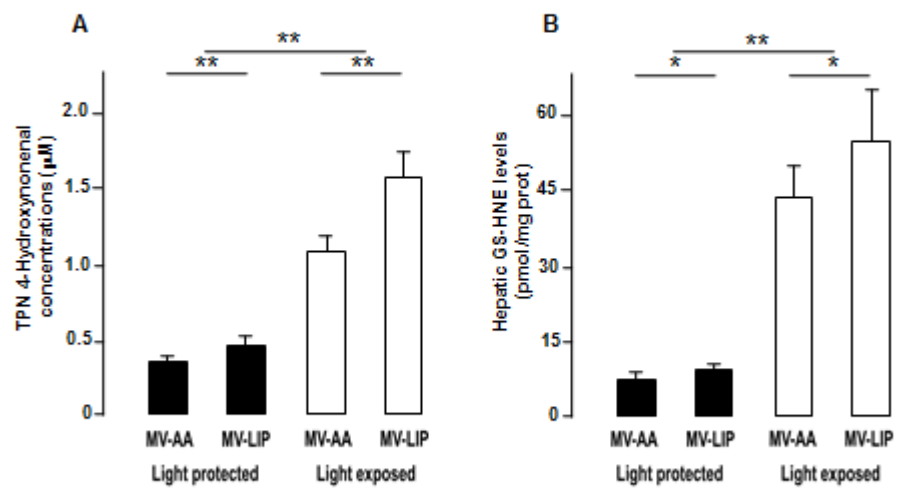 A
**
**
**
TPN 4-Hydroxynonenal
concentrations (µM)
2.0
1.5
1.0
0.5
0
MV-AA MV-LIP MV-AA MV-LIP
Light protected Light exposed
B
**
*
*
Hepatic GS-HNE levels
(pmol/mg prot)
60
45
30
15
0
MV-AA MV-LIP MV-AA MV-LIP
Light protected Light exposed